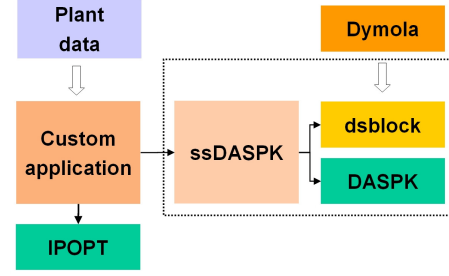 Plant
data
Dymola
Custom
application
ssDASPK
dsblock
DASPK
IPOPT